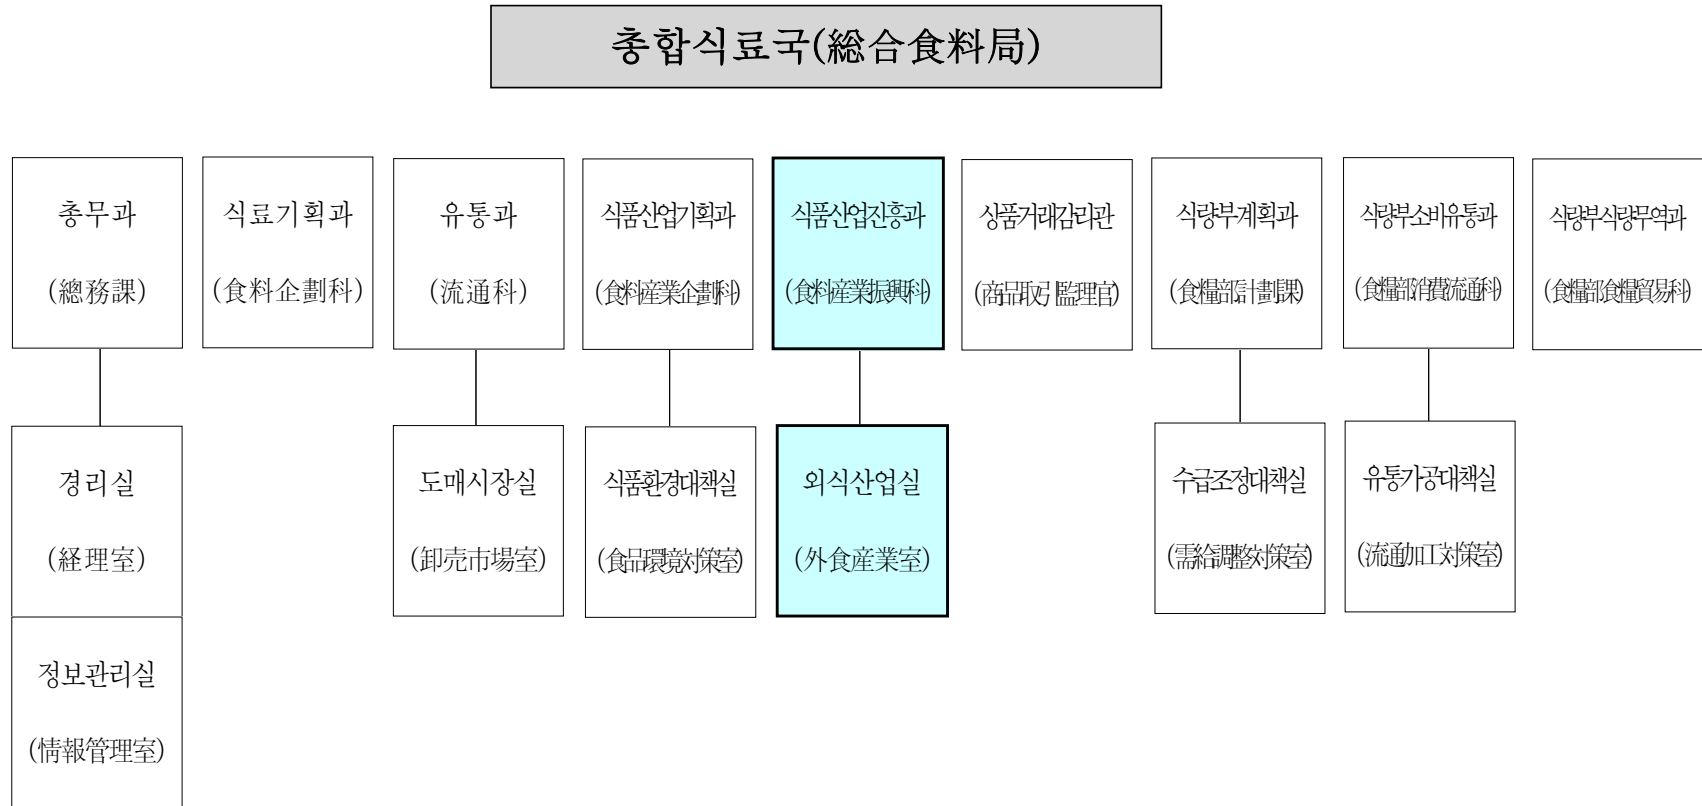 총합식료국(総合食料局)
총무과
(總務課)
식료기획과
(食料企劃科)
유통과
(流通科)
식품산업기획과
(食料産業企劃科)
식품산업진흥과
(食料産業振興科)
상품거래감리관
(商品取引 監理官)
식량부계획과
(食糧部計劃課)
식량부소비유통과
(食糧部消費流通科)
식량부식량무역과
(食糧部食糧貿易科)
경리실
(経理室)
도매시장실
(卸売市場室)
식품환경대책실
(食品環境対策室)
외식산업실
(外食産業室)
수급조정대책실
(需給調整対策室)
유통가공대책실
(流通加工対策室)
정보관리실
(情報管理室)